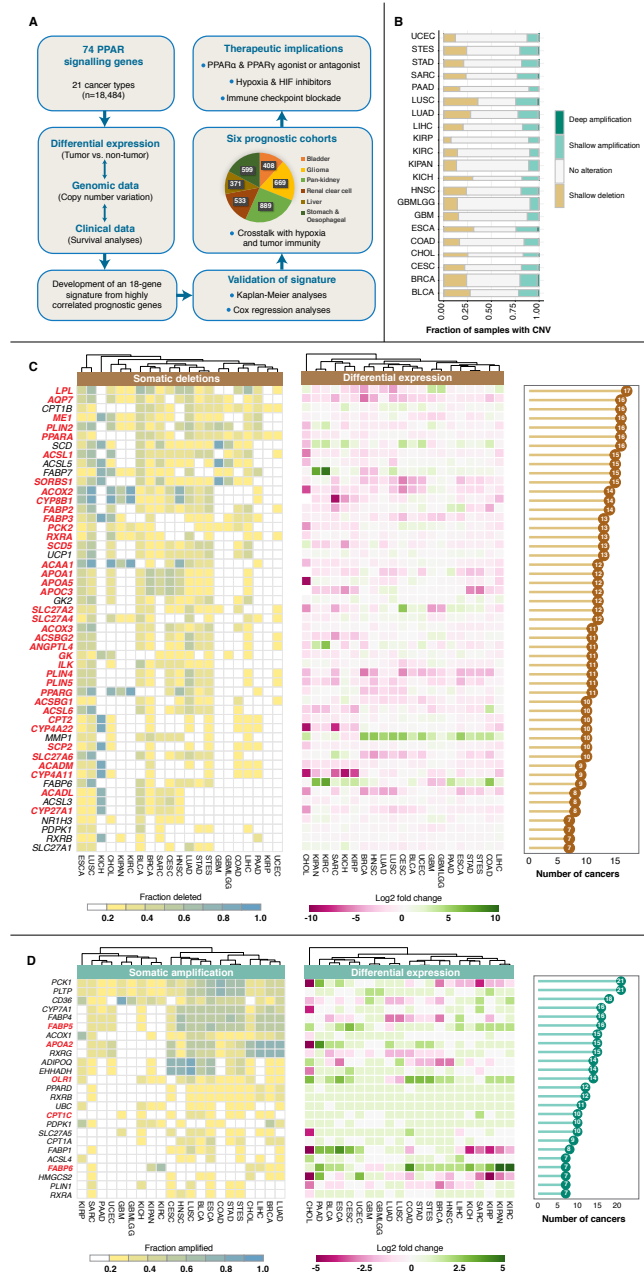 A
74 PPAR
signalling genes
21 cancer types
(n=18,484)
Differential expression
(Tumor vs. non-tumor)
Genomic data
(Copy number variation)
Clinical data
(Survival analyses)
Development of an 18-gene
signature from highly
correlated prognostic genes
Therapeutic implications
• PPARα & PPARγ agonist or antagonist
• Hypoxia & HIF inhibitors
• Immune checkpoint blockade
Six prognostic cohorts
599
408
371
669
533
889
Bladder
Glioma
Pan-kidney
Renal clear cell
Liver
Stomach &
Oesophageal
• Crosstalk with hypoxia
and tumor immunity
Validation of signature
• Kaplan-Meier analyses
• Cox regression analyses
B
UCEC
STES
STAD
SARC
PAAD
LUSC
LUAD
LIHC
KIRP
KIRC
KIPAN
KICH
HNSC
GBMLGG
GBM
ESCA
COAD
CHOL
CESC
BRCA
BLCA
0.00
0.25
0.50
0.75
1.00
Fraction of samples with CNV
Deep amplification
Shallow amplification
No alteration
Shallow deletion
C
Somatic deletions
Differential expression
LPL
AQP7
CPT1B
ME1
PLIN2
PPARA
SCD
ACSL1
ACSL5
FABP7
SORBS1
ACOX2
CYP8B1
FABP2
FABP3
PCK2
RXRA
SCD5
UCP1
ACAA1
APOA1
APOA5
APOC3
GK2
SLC27A2
SLC27A4
ACOX3
ACSBG2
ANGPTL4
GK
ILK
PLIN4
PLIN5
PPARG
ACSBG1
ACSL6
CPT2
CYP4A22
MMP1
SCP2
SLC27A6
ACADM
CYP4A11
FABP6
ACADL
ACSL3
CYP27A1
NR1H3
PDPK1
RXRB
SLC27A1
ESCA
LUSC
KICH
CHOL
KIPAN
KIRC
BLCA
BRCA
SARC
CESC
HNSC
LUAD
STAD
STES
GBM
GBMLGG
COAD
LIHC
PAAD
KIRP
UCEC
CHOL
KIPAN
KIRC
SARC
KICH
KIRP
BRCA
HNSC
LUAD
LUSC
CESC
BLCA
UCEC
GBM
GBMLGG
PAAD
ESCA
STAD
STES
COAD
LIHC
Fraction deleted
0.2 0.4 0.6 0.8 1.0
Log2 fold change
-10 -5 0 5 10
17
16
16
16
16
16
16
15
15
15
15
14
14
14
13
13
13
13
13
12
12
12
12
12
12
12
11
11
11
11
11
11
11
11
10
10
10
10
10
10
10
9
9
9
8
8
8
7
7
7
7
0 5 10 15
Number of cancers
D
Somatic amplification
Differential expression
PCK1
PLTP
CD36
CYP7A1
FABP4
FABP5
ACOX1
APOA2
RXRG
ADIPOQ
EHHADH
OLR1
PPARD
RXRB
UBC
CPT1C
PDPK1
SLC27A5
CPT1A
FABP1
ACSL4
FABP6
HMGCS2
PLIN1
RXRA
KIRP
SARC
PAAD
UCEC
GBM
GBMLGG
KICH
KIPAN
KIRC
CESC
HNSC
LUSC
BLCA
ESCA
COAD
STAD
STES
CHOL
LIHC
BRCA
LUAD
CHOL
PAAD
BLCA
ESCA
CESC
UCEC
GBM
GBMLGG
LUAD
LUSC
COAD
STAD
STES
BRCA
HNSC
LIHC
KICH
SARC
KIRP
KIPAN
KIRC
Fraction amplified
0.2 0.4 0.6 0.8 1.0
Log2 fold change
-5 0 2 5
21
21
18
16
16
16
15
15
15
14
14
14
12
12
11
10
10
10
9
8
7
7
7
7
7
0 5 10 15 20
Number of cancers